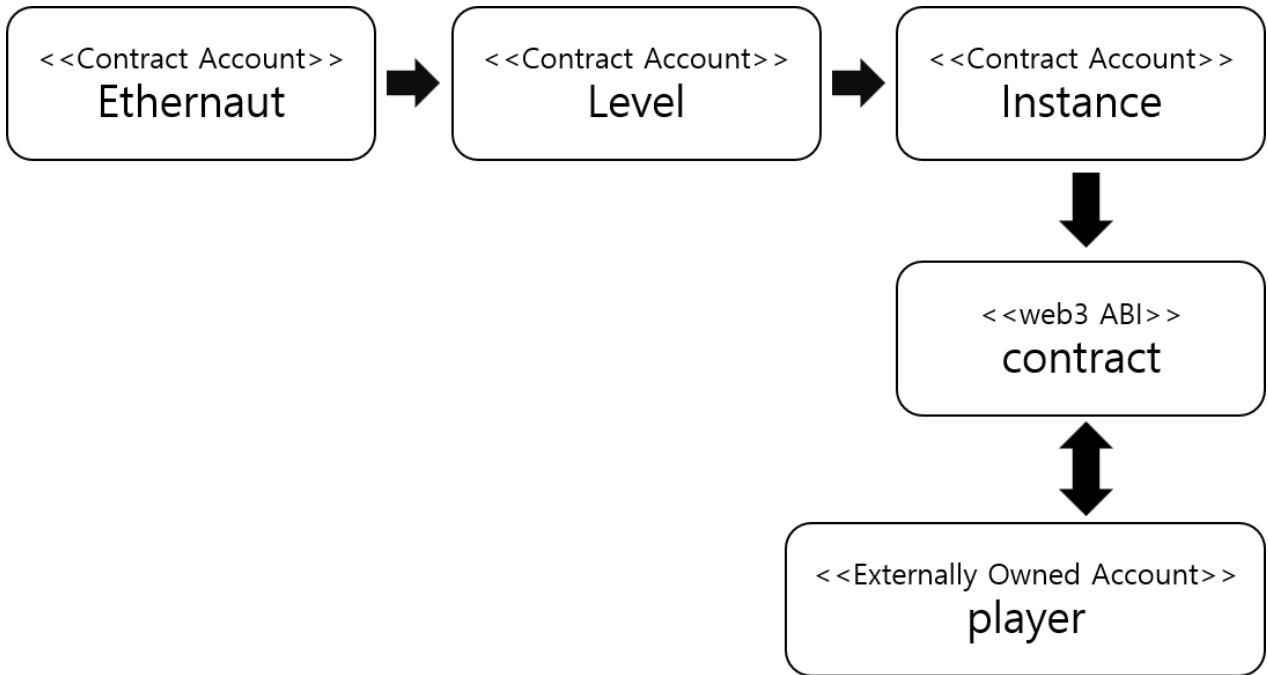 <<Contract Account>>
Ethernaut
<<Contract Account>>
Level
<<Contract Account>>
Instance
<<web3 ABI>>
contract
<<Externally Owned Account>>
player